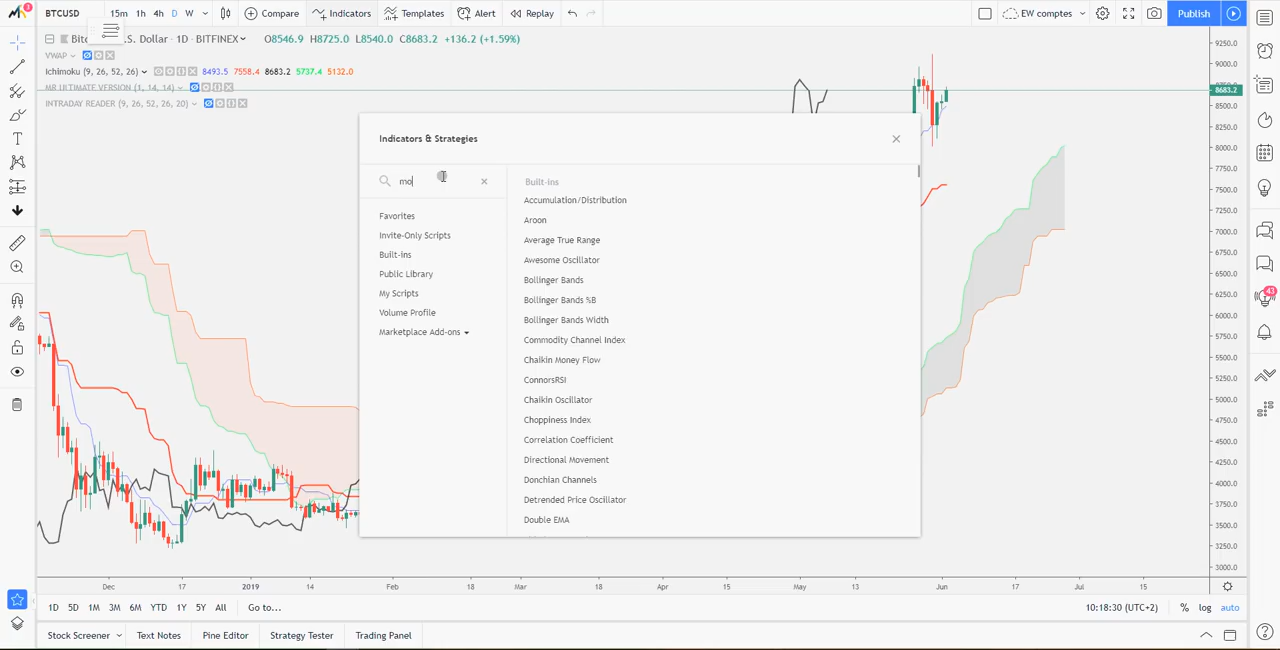 BTCUSD 15m 1h 4h D W Compare Indicators Templates Alert Replay EW comptes Publish
S. Dollar · 1D · BITFINEX O8546.9 H8725.0 L8540.0 C8683.2 +136.2 (+1.59%)
VWAP
Ichimoku (9, 26, 52, 26) 8493.5 7558.4 8683.2 5737.4 5132.0
MR ULTIMATE VERSION (1, 14, 14)
INTRADAY READER (9, 26, 52, 26, 20)
Indicators & Strategies
mo
Favorites
Invite-Only Scripts
Built-ins
Public Library
My Scripts
Volume Profile
Marketplace Add-ons
Built-ins
Accumulation/Distribution
Aroon
Average True Range
Awesome Oscillator
Bollinger Bands
Bollinger Bands %B
Bollinger Bands Width
Commodity Channel Index
Chaikin Money Flow
ConnorsRSI
Chaikin Oscillator
Choppiness Index
Correlation Coefficient
Directional Movement
Donchian Channels
Detrended Price Oscillator
Double EMA
9250.0
9000.0
8683.2
8500.0
8250.0
8000.0
7750.0
7500.0
7250.0
7000.0
6750.0
6500.0
6250.0
6000.0
5750.0
5500.0
5250.0
5000.0
4750.0
4500.0
4250.0
4000.0
3750.0
3500.0
3250.0
3000.0
43
Dec 17 2019 14 Feb 18 Mar 18 Apr 15 May 13 Jun 17 Jul 15
1D 5D 1M 3M 6M YTD 1Y 5Y All Go to... 10:18:30 (UTC+2) % log auto
Stock Screener Text Notes Pine Editor Strategy Tester Trading Panel